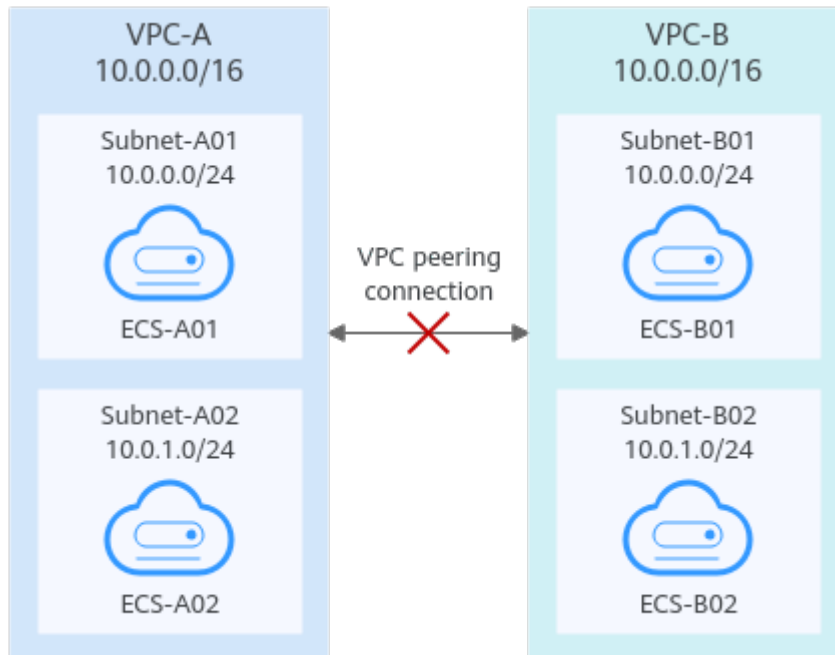 VPC-A
10.0.0.0/16
Subnet-A01
10.0.0.0/24
ECS-A01
Subnet-A02
10.0.1.0/24
ECS-A02
VPC peering
connection
VPC-B
10.0.0.0/16
Subnet-B01
10.0.0.0/24
ECS-B01
Subnet-B02
10.0.1.0/24
ECS-B02